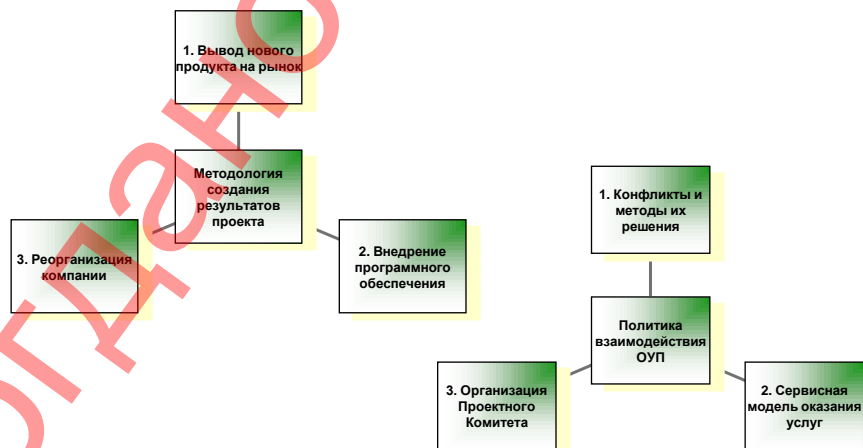 1. Вывод нового
продукта на рынок
Методология
создания
результатов
проекта
3. Реорганизация
компании
2. Внедрение
программного
обеспечения
1. Конфликты и
методы их
решения
Политика
взаимодействия
ОУП
3. Организация
Проектного
Комитета
2. Сервисная
модель оказания
услуг